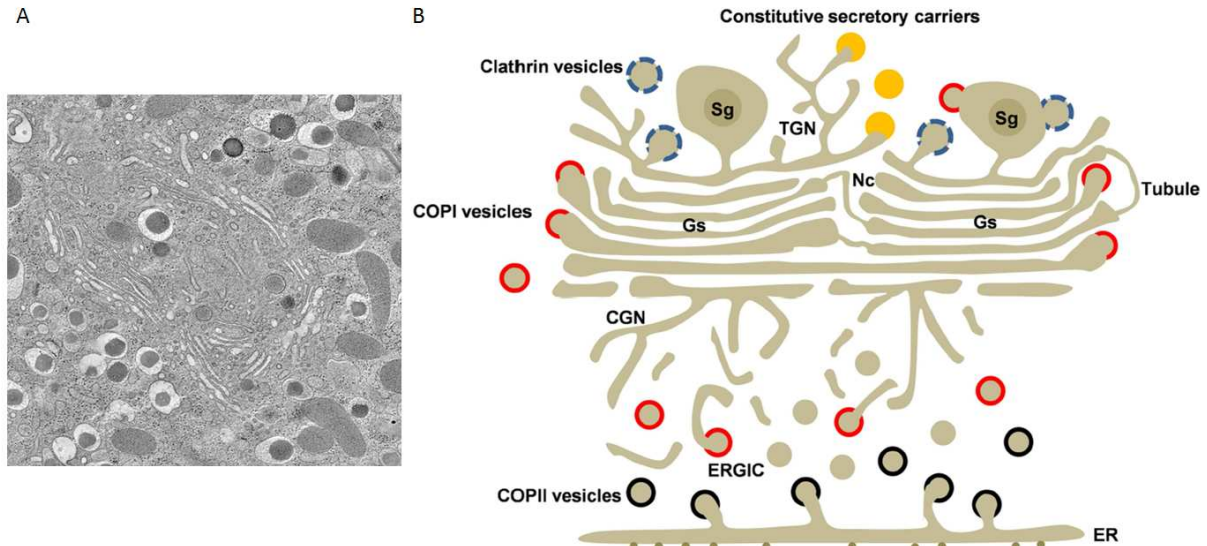 A
B
Constitutive secretory carriers
Clathrin vesicles
Sg
Sg
TGN
Nc
Tubule
COPI vesicles
Gs
Gs
CGN
ERGIC
COPII vesicles
ER